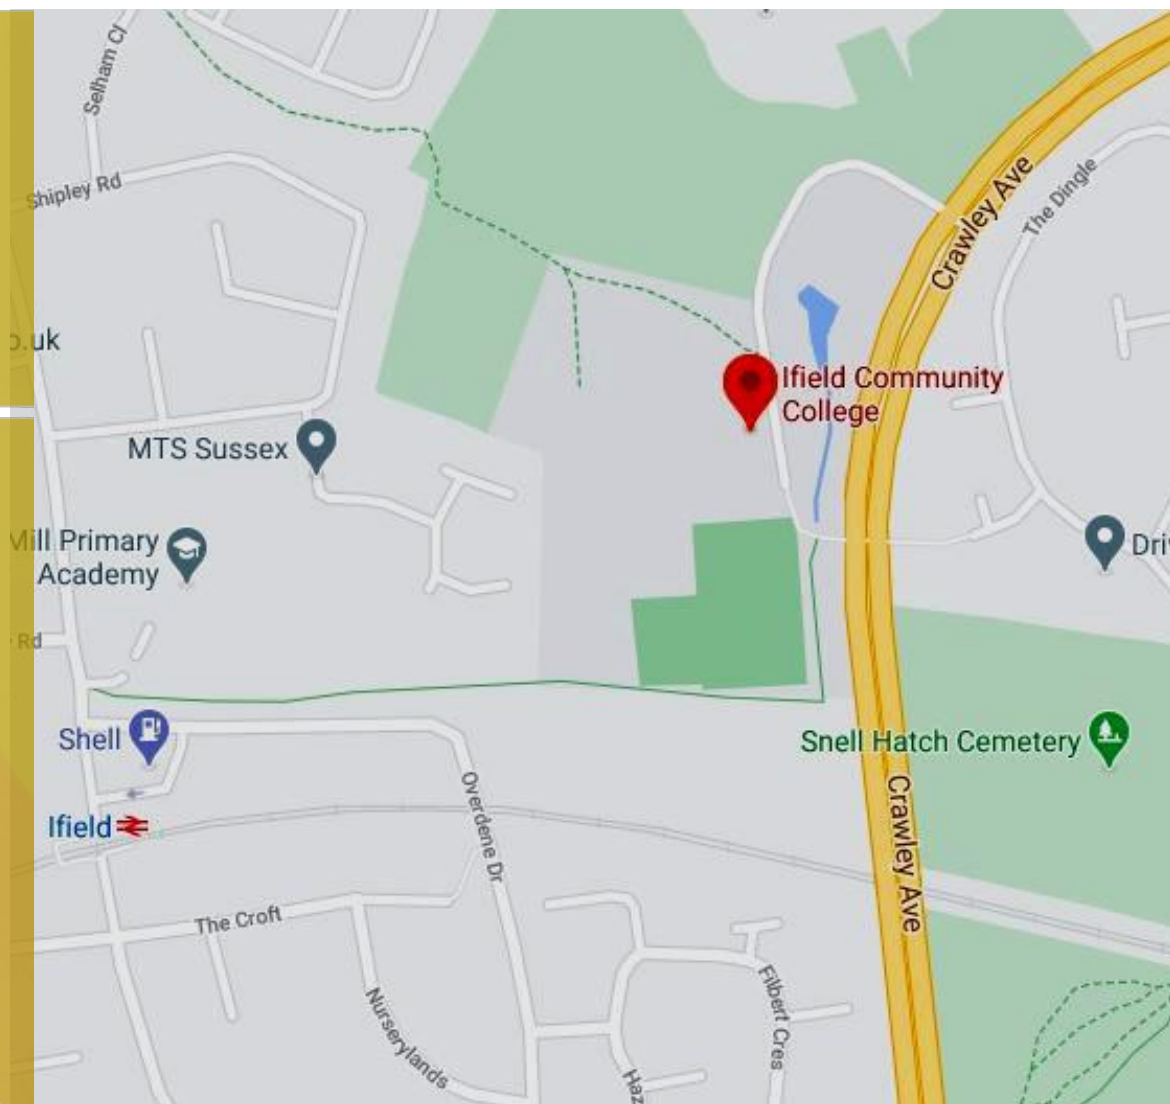 Selham Cl
Shipley Rd
The Dingle
Crawley Ave
o.uk
Ifield Community
College
MTS Sussex
Mill Primary
Academy
Rd
Shell
Snell Hatch Cemetery
Ifield
Overdene Dr
Crawley Ave
The Croft
Nurserylands
Filbert Cres